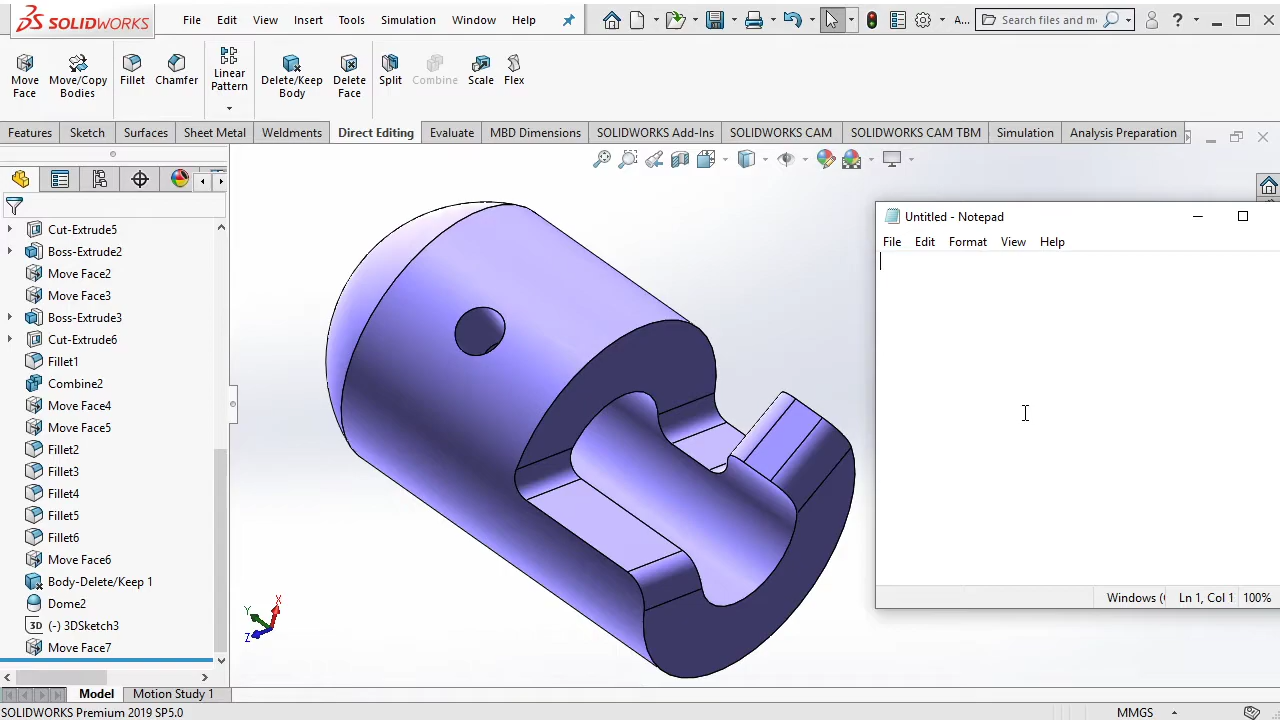 SOLIDWORKS File Edit View Insert Tools Simulation Window Help A... Search files and m ?
Move Face
Move/Copy Bodies
Fillet
Chamfer
Linear Pattern
Delete/Keep Body
Delete Face
Split
Combine
Scale
Flex
Features Sketch Surfaces Sheet Metal Weldments Direct Editing Evaluate MBD Dimensions SOLIDWORKS Add-Ins SOLIDWORKS CAM SOLIDWORKS CAM TBM Simulation Analysis Preparation
Cut-Extrude5
Boss-Extrude2
Move Face2
Move Face3
Boss-Extrude3
Cut-Extrude6
Fillet1
Combine2
Move Face4
Move Face5
Fillet2
Fillet3
Fillet4
Fillet5
Fillet6
Move Face6
Body-Delete/Keep 1
Dome2
3D (-) 3DSketch3
Move Face7
X
Y
Z
Untitled - Notepad
File Edit Format View Help
Windows ( Ln 1, Col 1 100%
Model Motion Study 1
SOLIDWORKS Premium 2019 SP5.0 MMGS